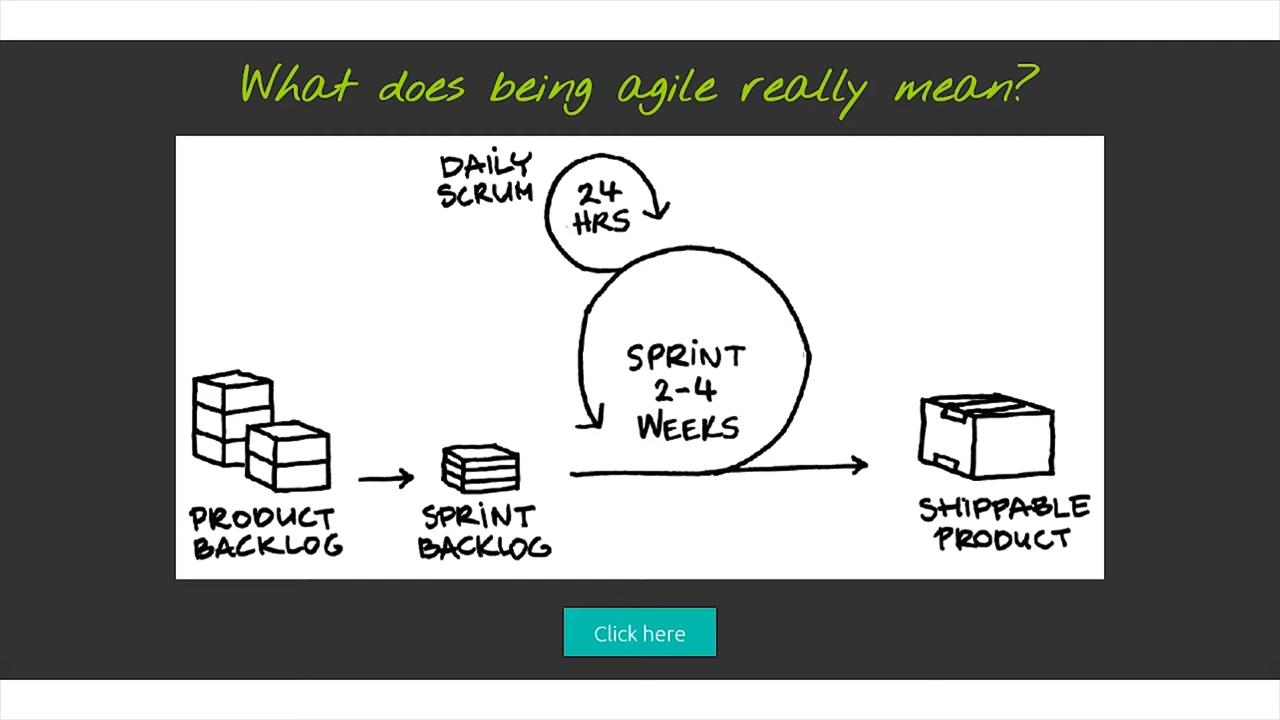 What does being agile really mean?
DAILY
SCRUM
24
HRS
SPRINT
2-4
WEEKS
PRODUCT
BACKLOG
SPRINT
BACKLOG
SHIPPABLE
PRODUCT
Click here